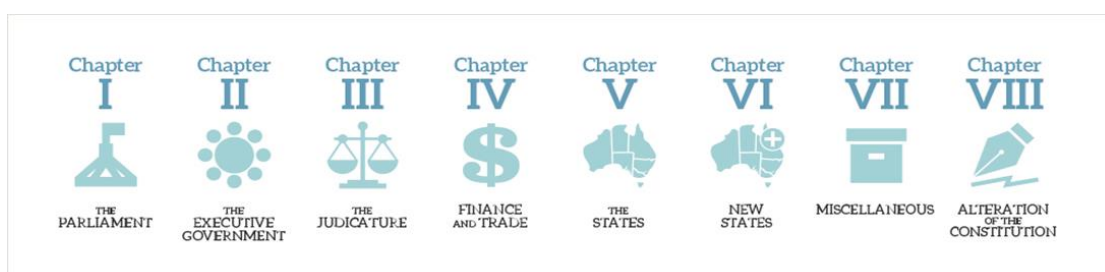 Chapter
I
THE
PARLIAMENT
Chapter
II
THE
EXECUTIVE
GOVERNMENT
Chapter
III
THE
JUDICATURE
Chapter
IV
$
FINANCE
AND TRADE
Chapter
V
THE
STATES
Chapter
VI
NEW
STATES
Chapter
VII
MISCELLANEOUS
Chapter
VIII
ALTERATION
OF THE
CONSTITUTION